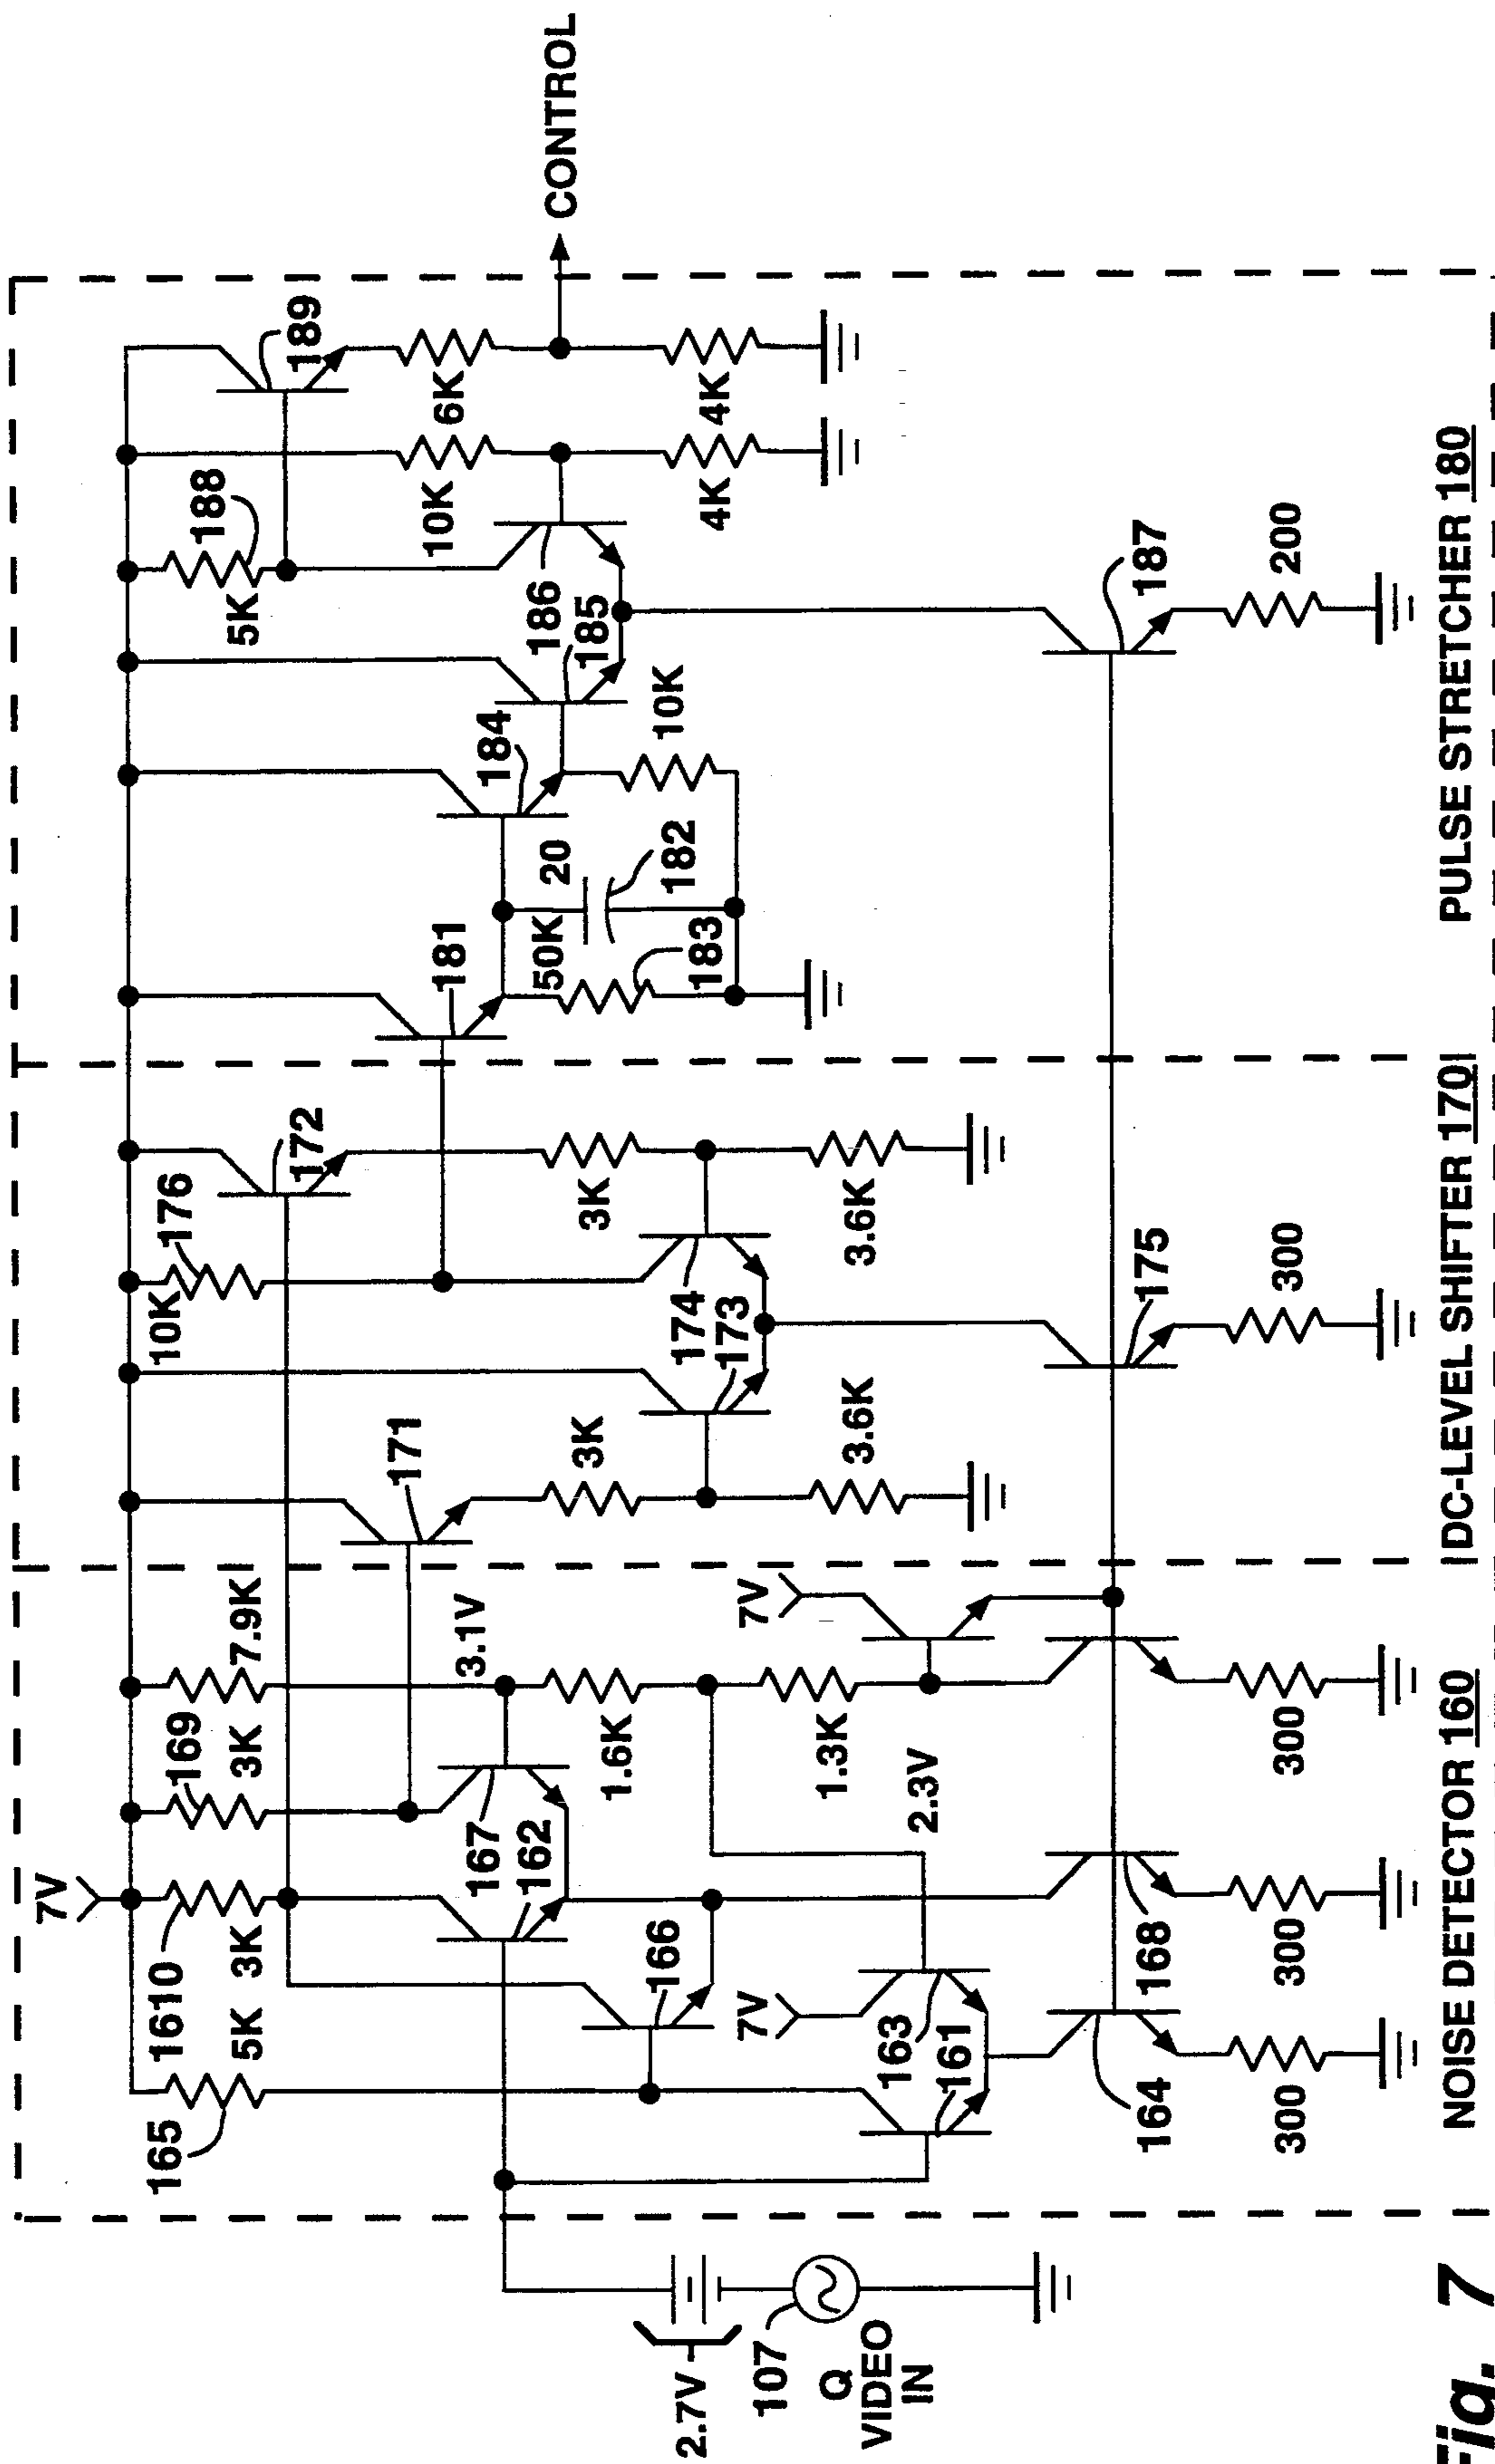 7V
165
5K
1610
3K
169
3K
7.9K
3.1V
171
10K
176
172
181
5K
188
189
2.7V
107
Q
VIDEO
IN
166
162
167
1.6K
7V
163
161
2.3V
1.3K
7V
3K
3.6K
173
174
3K
3.6K
50K
183
20
182
184
10K
185
186
10K
4K
6K
4K
CONTROL
164
300
168
300
300
175
300
187
200
NOISE DETECTOR 160
DC-LEVEL SHIFTER 170
PULSE STRETCHER 180
Fig. 7